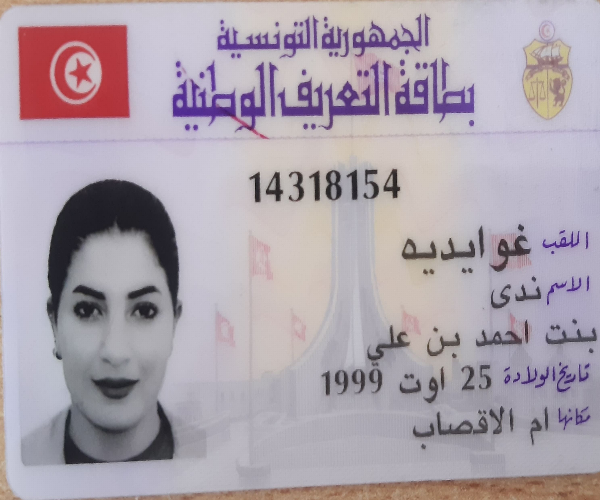 الجمهورية التونسية
بطاقة التعريف الوطنية
14318154
اللقب غوايديه
الاسم ندى
بنت احمد بن علي
تاريخ الولادة 25 اوت 1999
مكانها ام الاقصاب